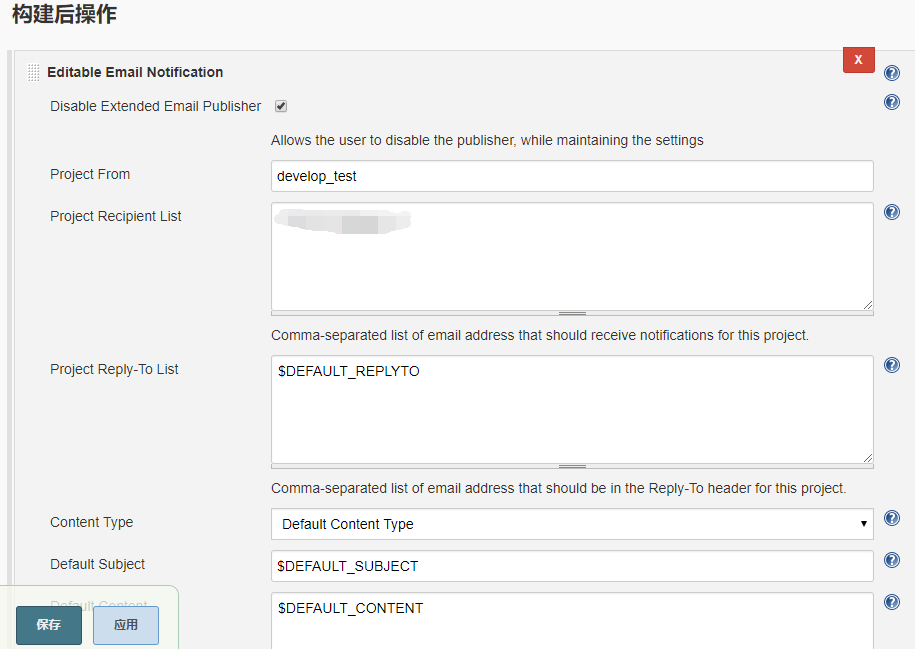 构建后操作
X
Editable Email Notification
Disable Extended Email Publisher
Allows the user to disable the publisher, while maintaining the settings
Project From
develop_test
Project Recipient List
Comma-separated list of email address that should receive notifications for this project.
Project Reply-To List
$DEFAULT_REPLYTO
Comma-separated list of email address that should be in the Reply-To header for this project.
Content Type
Default Content Type
Default Subject
$DEFAULT_SUBJECT
Default Content
$DEFAULT_CONTENT
保存
应用